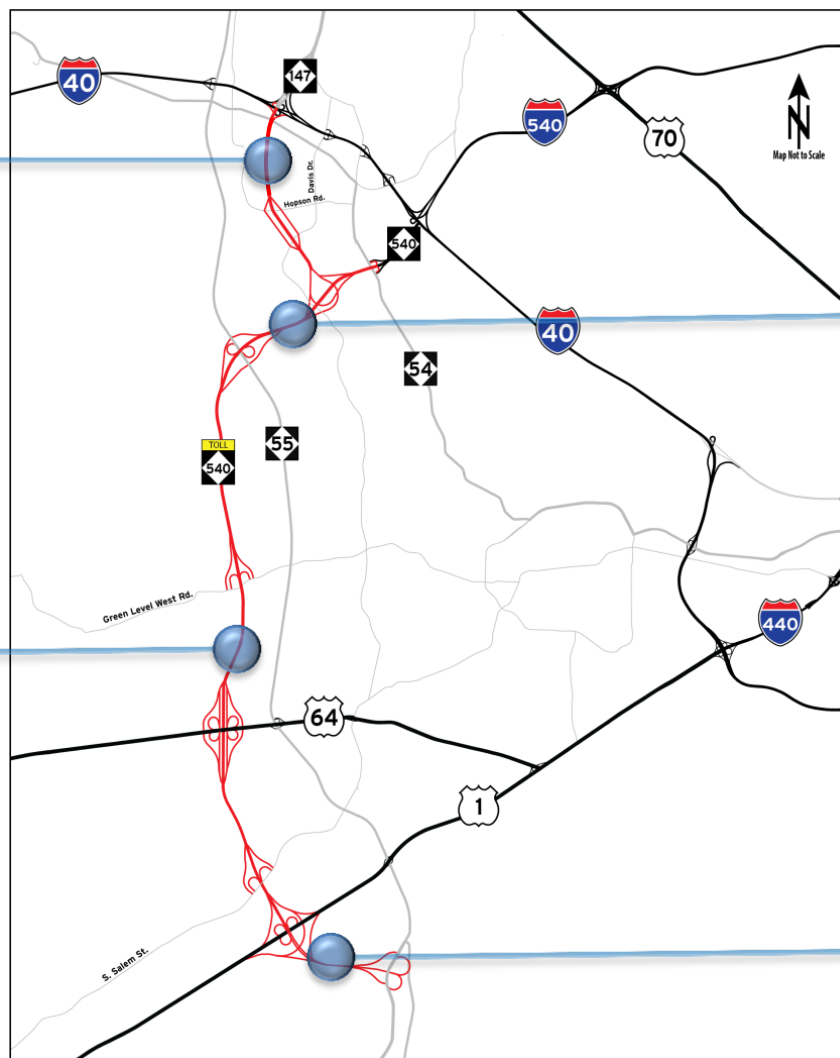 147
40
540
70
N
Map Not to Scale
Davis Dr.
Hopson Rd.
540
40
54
55
TOLL
540
Green Level West Rd.
440
64
1
S. Salem St.